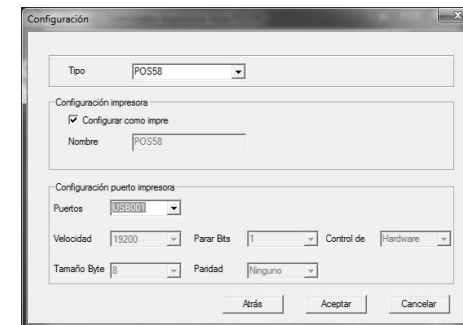 Configuración
Tipo POS58
Configuración impresora
Configurar como impre
Nombre POS58
Configuración puerto impresora
Puertos USB001
Velocidad 19200 Parar Bits 1 Control de Hardware
Tamaño Byte 8 Paridad Ninguno
Atrás Aceptar Cancelar